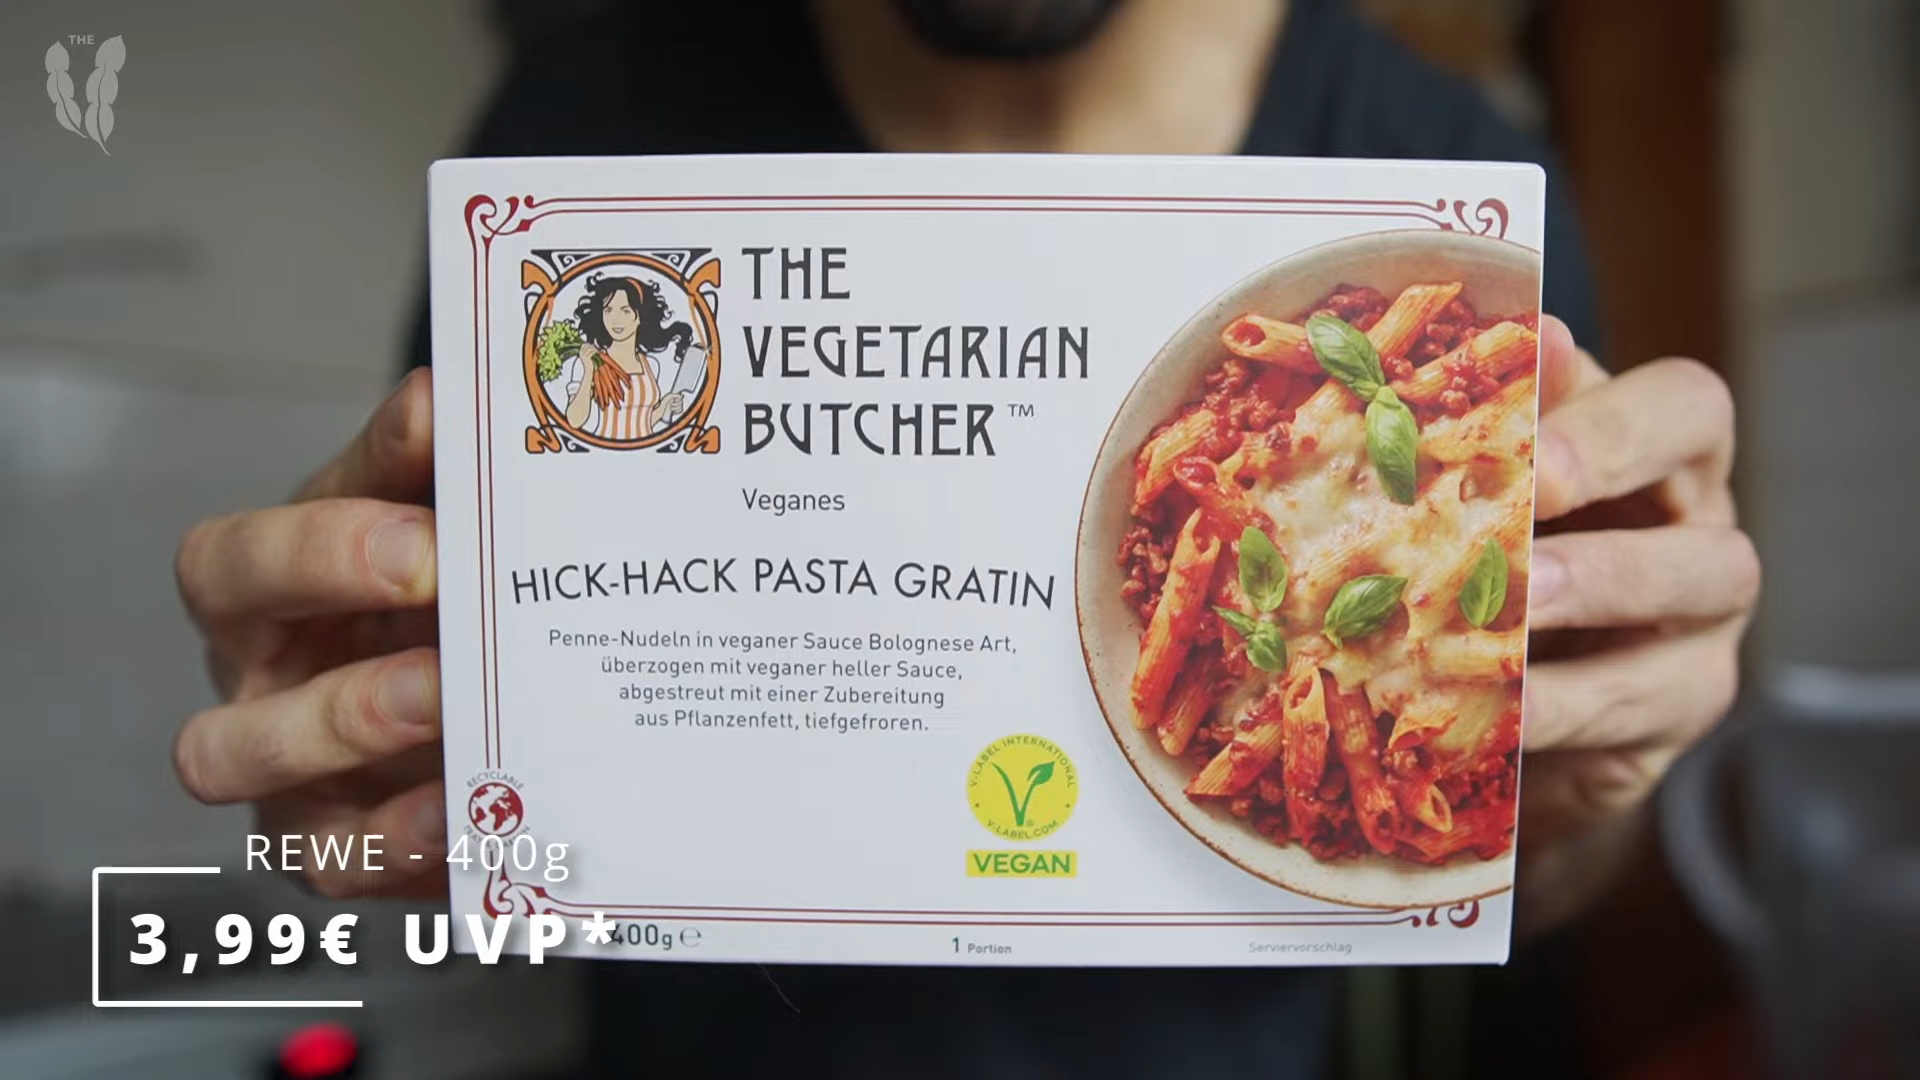 THE
THE
VEGETARIAN
BUTCHER™
Veganes
HICK-HACK PASTA GRATIN
Penne-Nudeln in veganer Sauce Bolognese Art,
überzogen mit veganer heller Sauce,
abgestreut mit einer Zubereitung
aus Pflanzenfett, tiefgefroren.
V-LABEL INTERNATIONAL
V-LABEL.COM
VEGAN
RECYCLABLE
REWE - 400g
3,99€ UVP*
400g ℮
1 Portion
Serviervorschlag